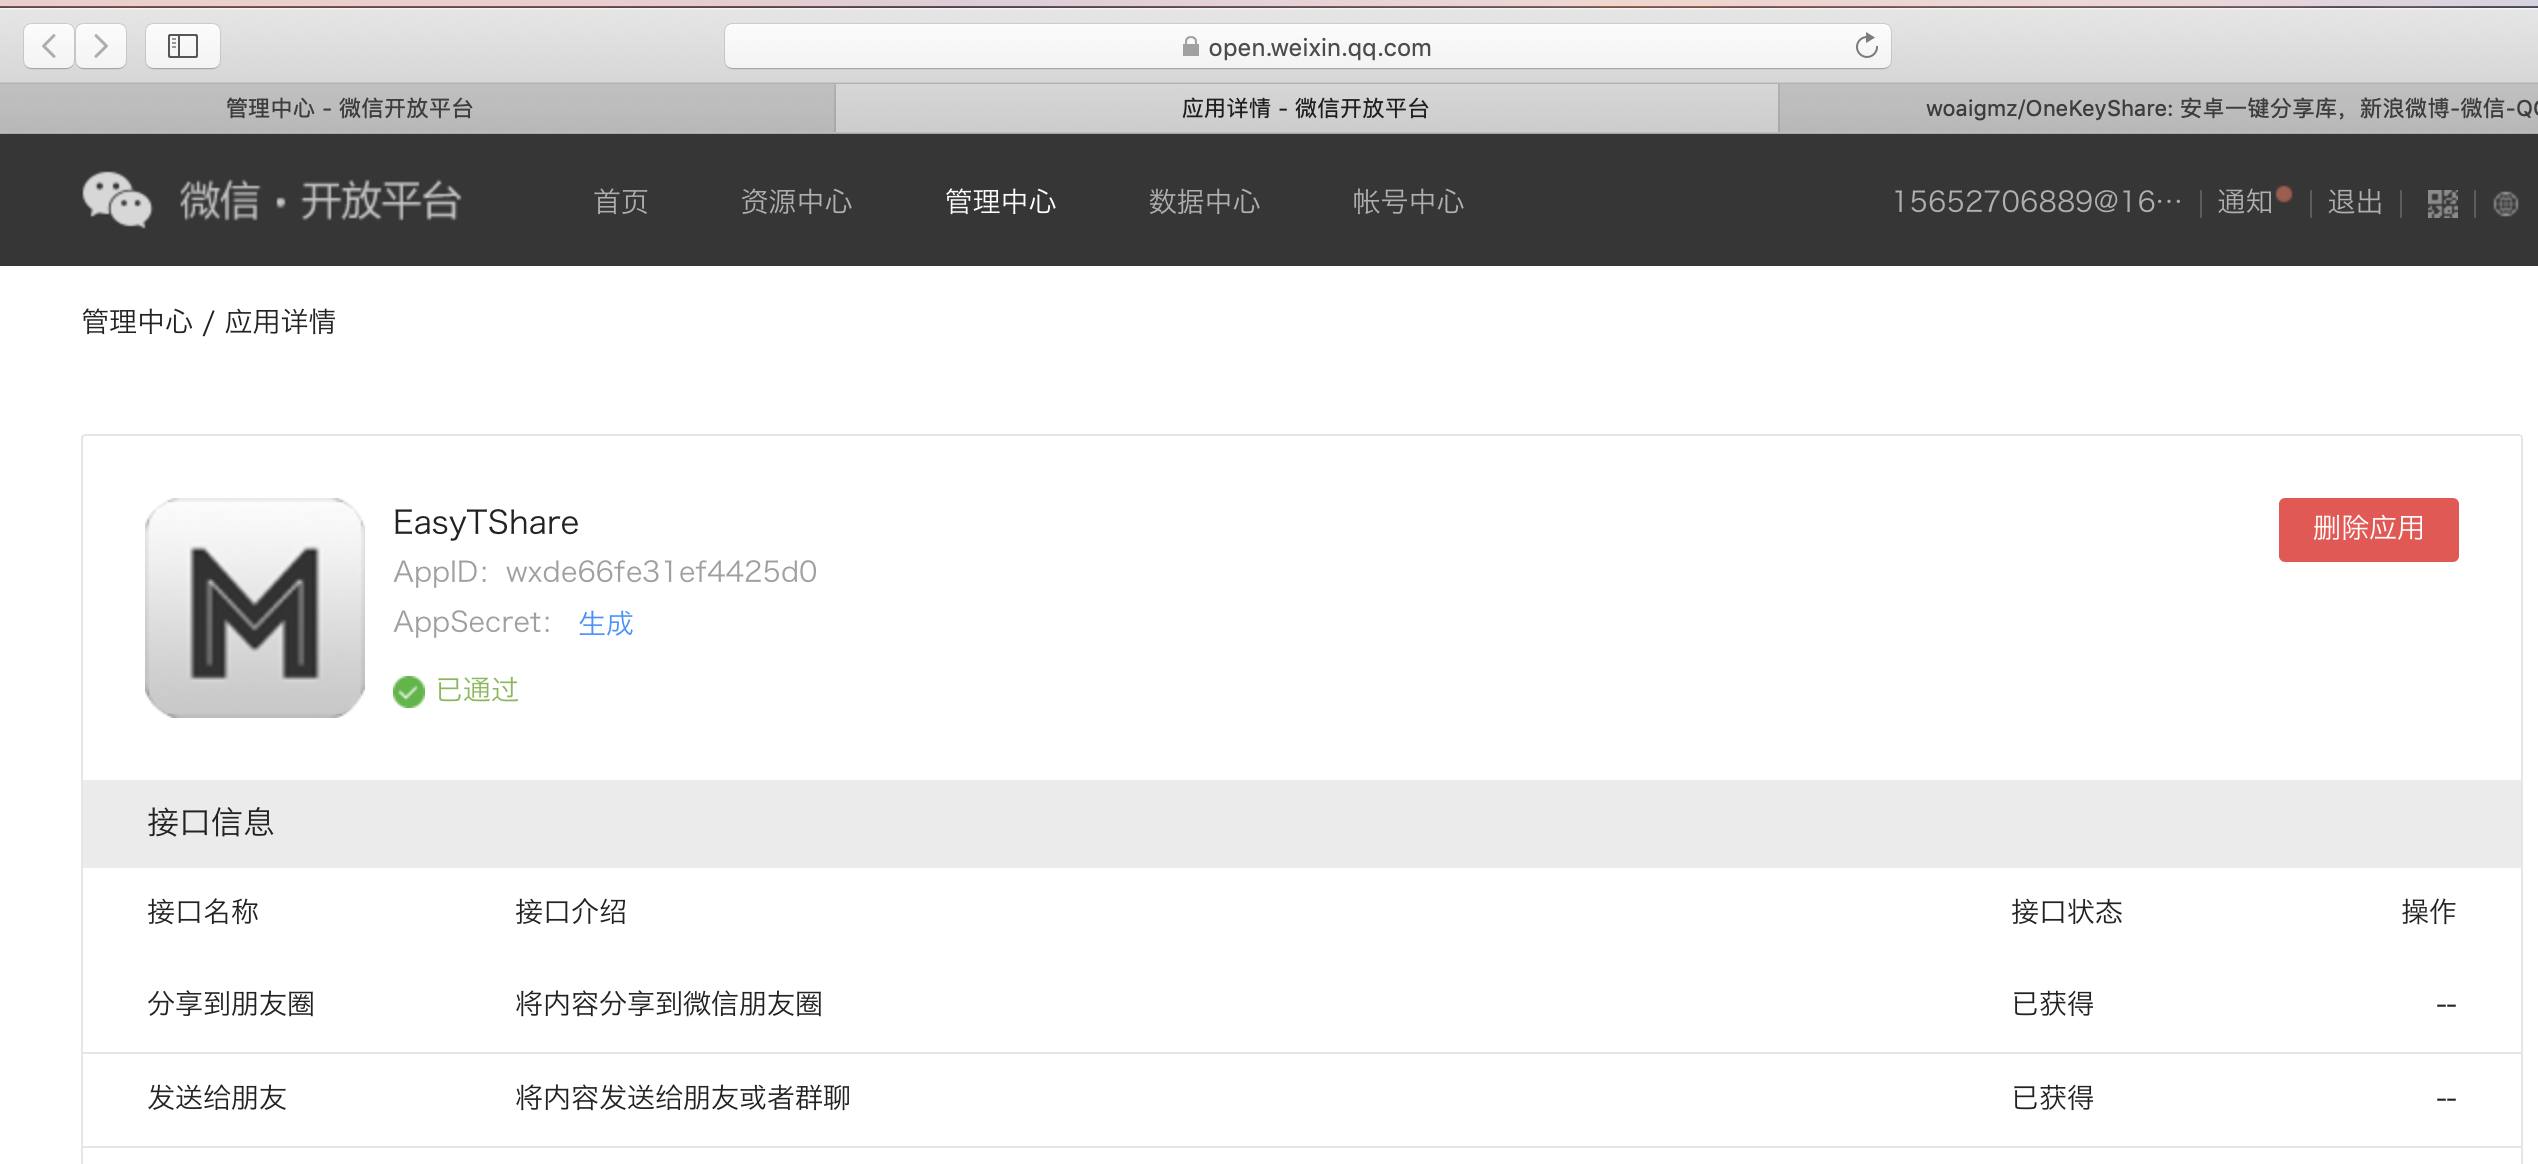 open.weixin.qq.com
管理中心 - 微信开放平台
应用详情 - 微信开放平台
woaigmz/OneKeyShare: 安卓一键分享库，新浪微博-微信-QQ
微信·开放平台
首页
资源中心
管理中心
数据中心
帐号中心
15652706889@16…
通知
退出
管理中心 / 应用详情
EasyTShare
删除应用
AppID：wxde66fe31ef4425d0
AppSecret： 生成
已通过
接口信息
接口名称 接口介绍 接口状态 操作
分享到朋友圈 将内容分享到微信朋友圈 已获得 --
发送给朋友 将内容发送给朋友或者群聊 已获得 --